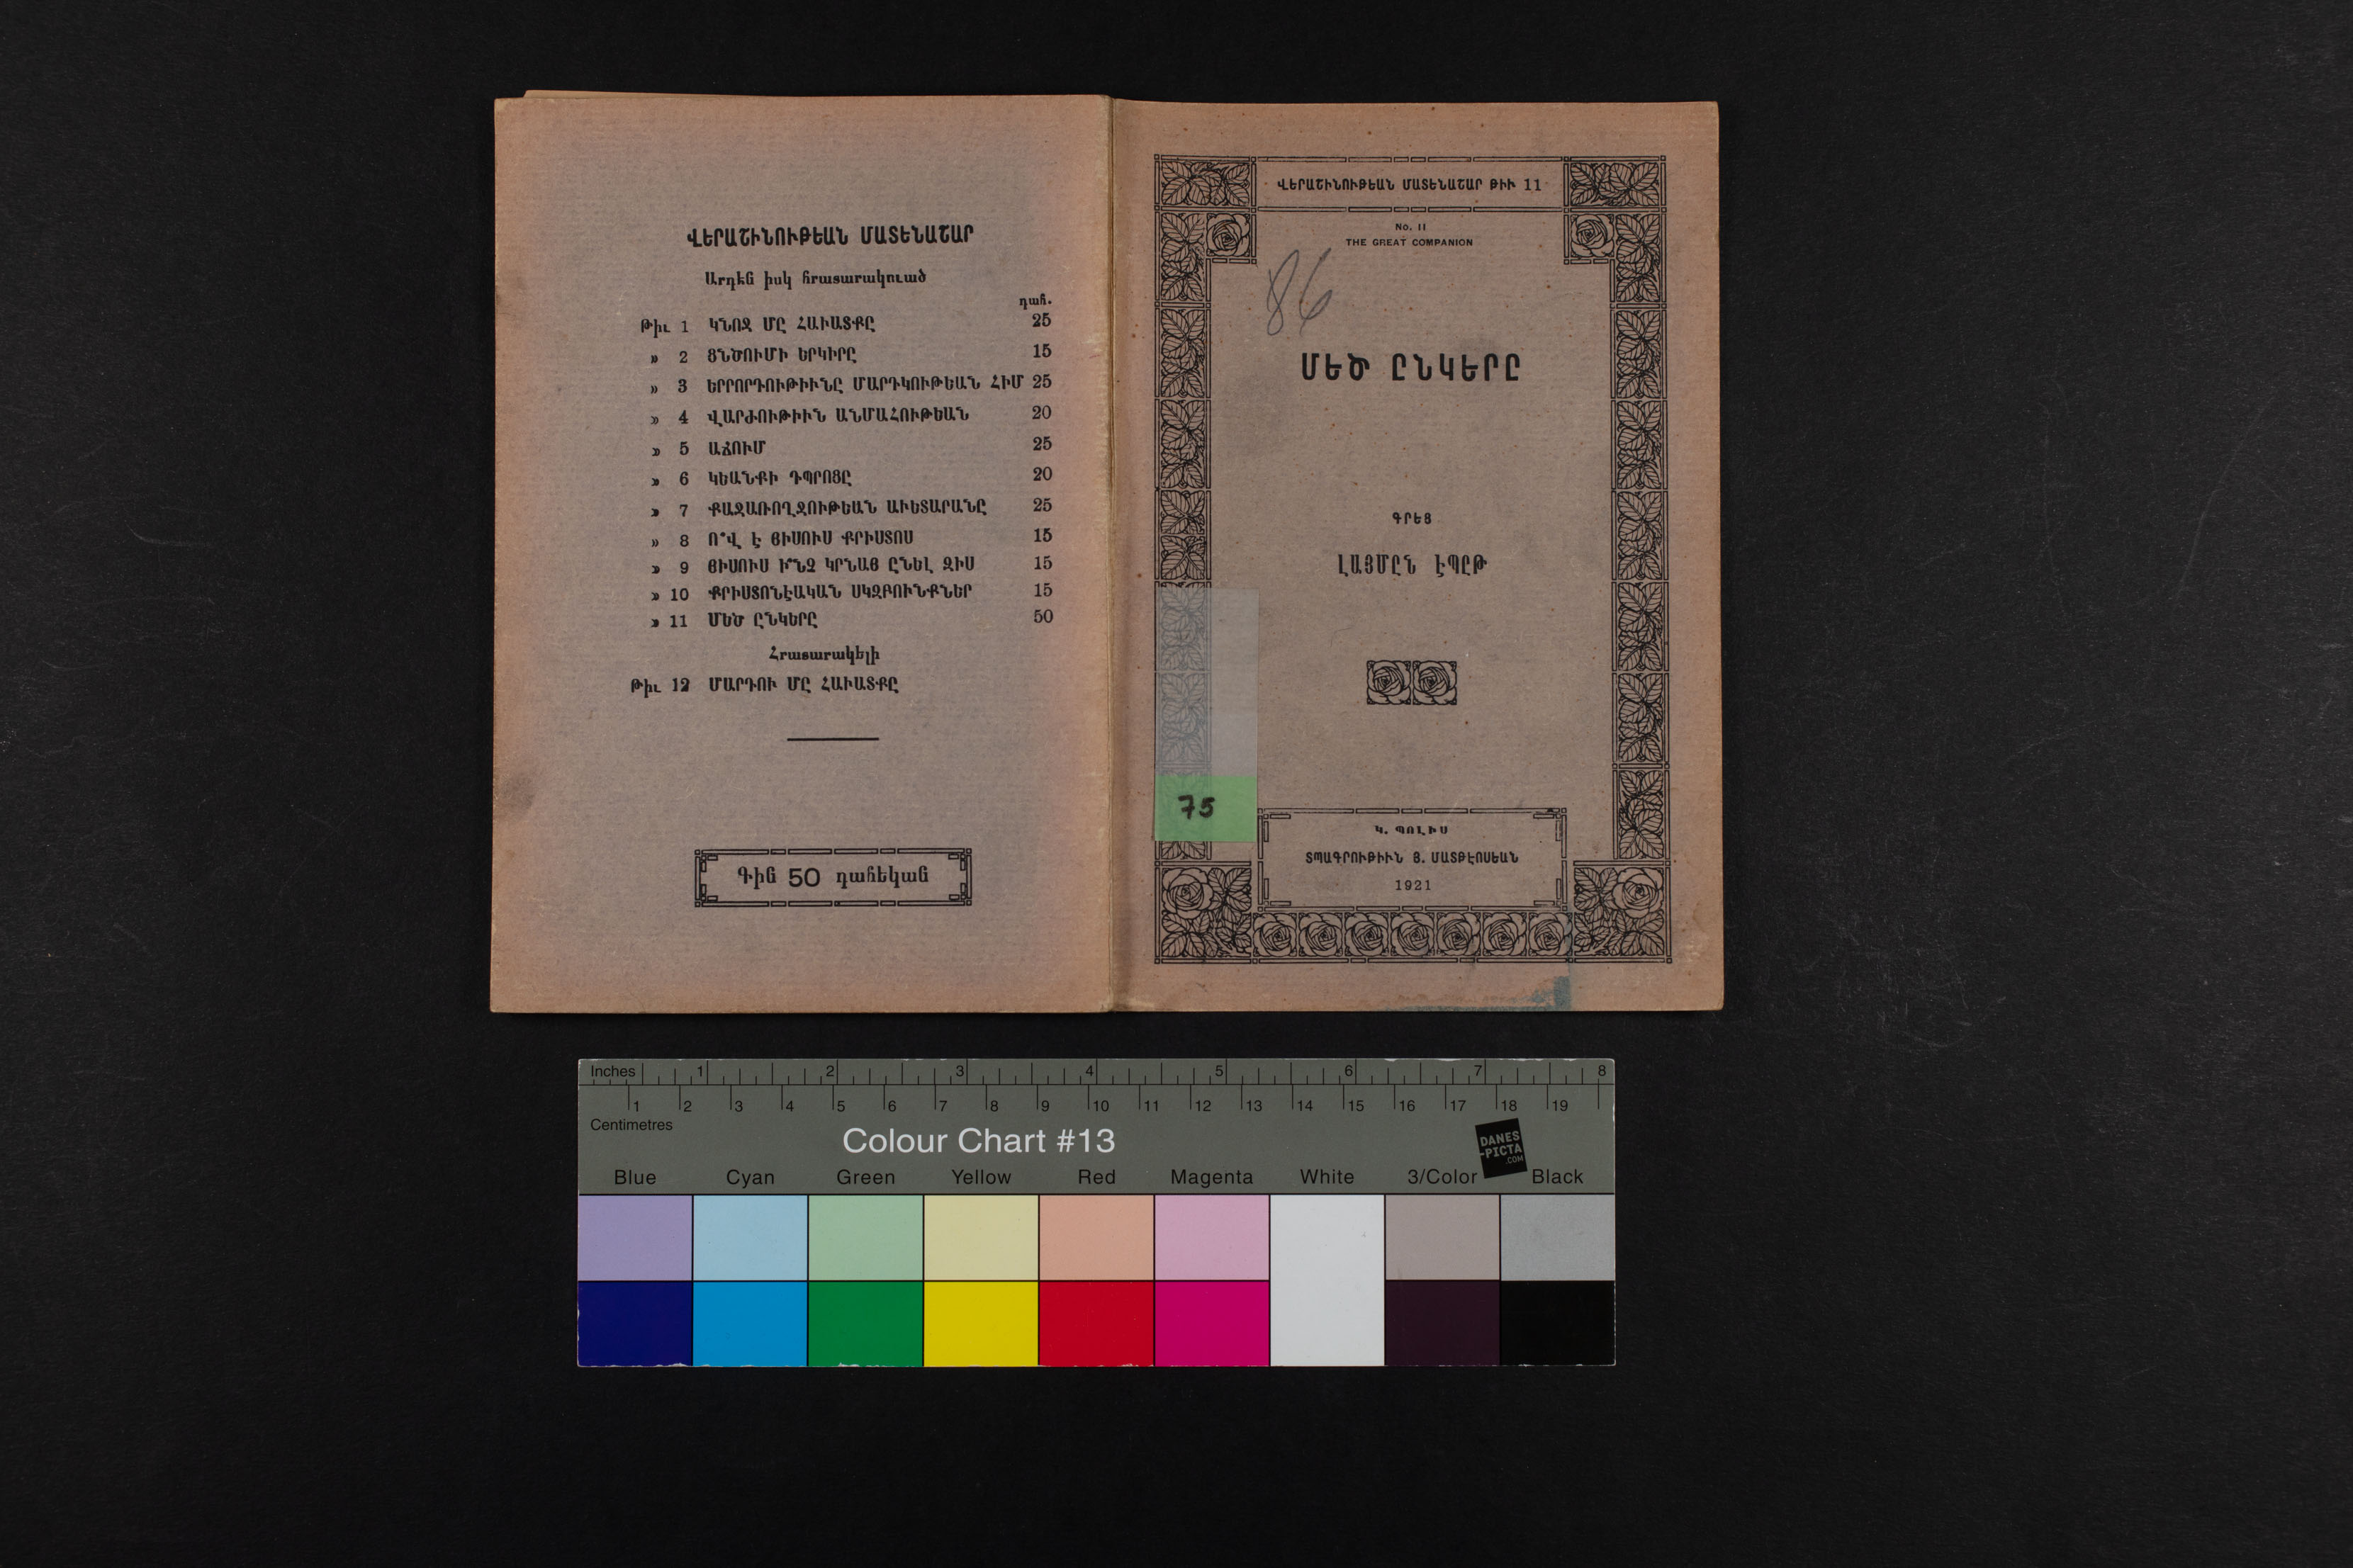 ՎԵՐԱՇԻՆՈՒԹԵԱՆ ՄԱՏԵՆԱՇԱՐ
Արդէն իսկ հրատարակուած
դահ.
Թիւ 1 ԿՆՈՋ ՄԸ ՀԱՒԱՏՔԸ 25
» 2 ՑՆԾՈՒՄԻ ԵՐԿԻՐԸ 15
» 3 ԵՐՐՈՐԴՈՒԹԻՒՆԸ ՄԱՐԴԿՈՒԹԵԱՆ ՀԻՄ 25
» 4 ՎԱՐԺՈՒԹԻՒՆ ԱՆՄԱՀՈՒԹԵԱՆ 20
» 5 ԱՃՈՒՄ 25
» 6 ԿԵԱՆՔԻ ԴՊՐՈՑԸ 20
» 7 ՔԱՋԱՌՈՂՋՈՒԹԵԱՆ ԱՒԵՏԱՐԱՆԸ 25
» 8 Ո՞Վ Է ՅԻՍՈՒՍ ՔՐԻՍՏՈՍ 15
» 9 ՅԻՍՈՒՍ Ի՞ՆՉ ԿՐՆԱՅ ԸՆԵԼ ԶԻՍ 15
» 10 ՔՐԻՍՏՈՆԷԱԿԱՆ ՍԿԶԲՈՒՆՔՆԵՐ 15
» 11 ՄԵԾ ԸՆԿԵՐԸ 50
Հրատարակելի
Թիւ 12 ՄԱՐԴՈՒ ՄԸ ՀԱՒԱՏՔԸ
Գին 50 դահեկան
ՎԵՐԱՇԻՆՈՒԹԵԱՆ ՄԱՏԵՆԱՇԱՐ ԹԻՒ 11
No. 11
THE GREAT COMPANION
86
ՄԵԾ ԸՆԿԵՐԸ
ԳՐԵՑ
ԼԱՅՄԸՆ ԷՊԸԹ
75
Կ. ՊՈԼԻՍ
ՏՊԱԳՐՈՒԹԻՒՆ Յ. ՄԱՏԹԷՈՍԵԱՆ
1921
Inches 1 2 3 4 5 6 7 8
1 2 3 4 5 6 7 8 9 10 11 12 13 14 15 16 17 18 19
Centimetres
Colour Chart #13
DANES
-PICTA
.COM
Blue Cyan Green Yellow Red Magenta White 3/Color Black